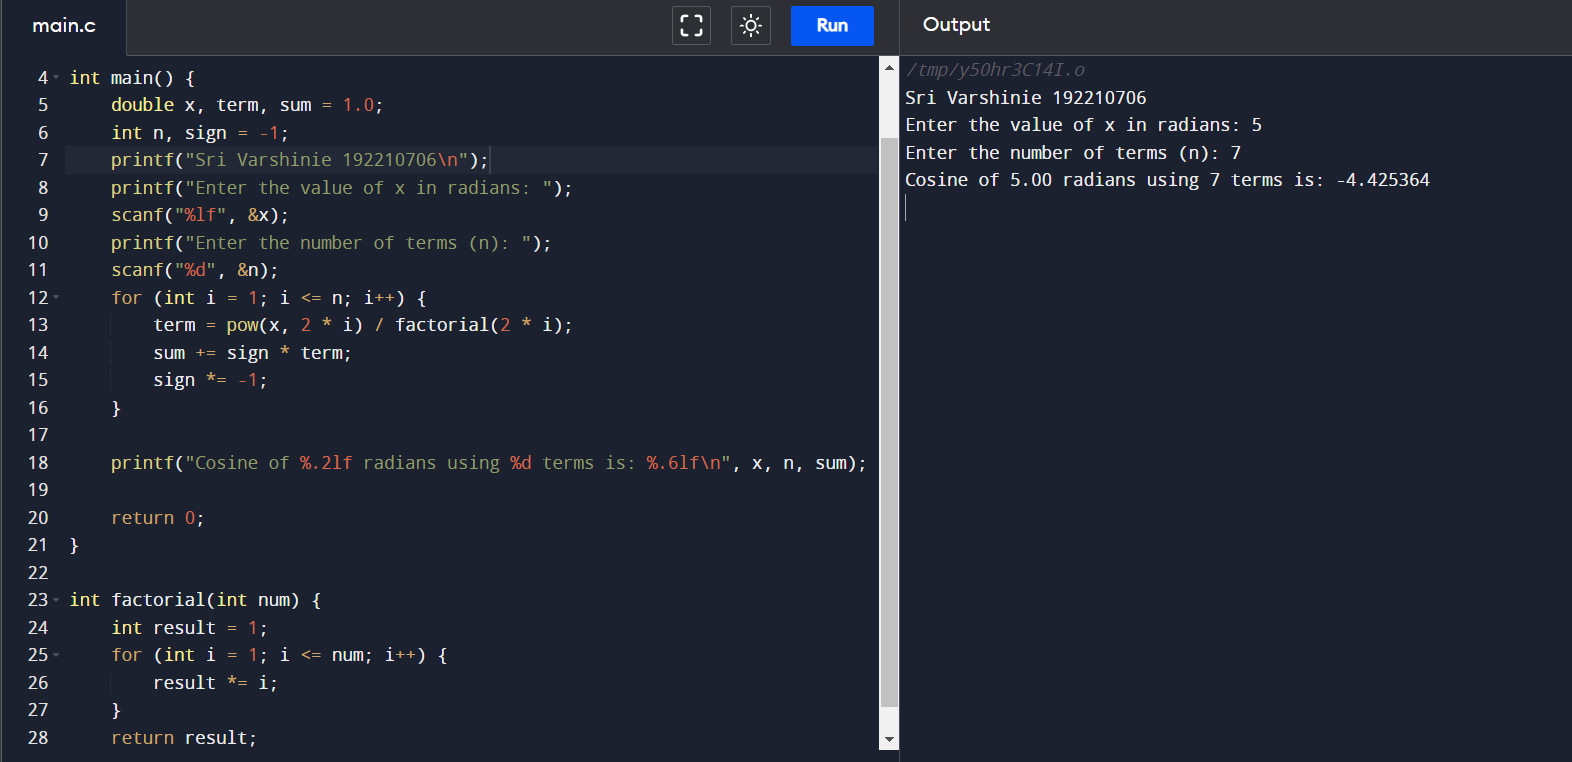 main.c
Run
Output
4 int main() {
5     double x, term, sum = 1.0;
6     int n, sign = -1;
7     printf("Sri Varshinie 192210706\n");
8     printf("Enter the value of x in radians: ");
9     scanf("%lf", &x);
10     printf("Enter the number of terms (n): ");
11     scanf("%d", &n);
12     for (int i = 1; i <= n; i++) {
13         term = pow(x, 2 * i) / factorial(2 * i);
14         sum += sign * term;
15         sign *= -1;
16     }
17
18     printf("Cosine of %.2lf radians using %d terms is: %.6lf\n", x, n, sum);
19
20     return 0;
21 }
22
23 int factorial(int num) {
24     int result = 1;
25     for (int i = 1; i <= num; i++) {
26         result *= i;
27     }
28     return result;
/tmp/y50hr3C14I.o
Sri Varshinie 192210706
Enter the value of x in radians: 5
Enter the number of terms (n): 7
Cosine of 5.00 radians using 7 terms is: -4.425364